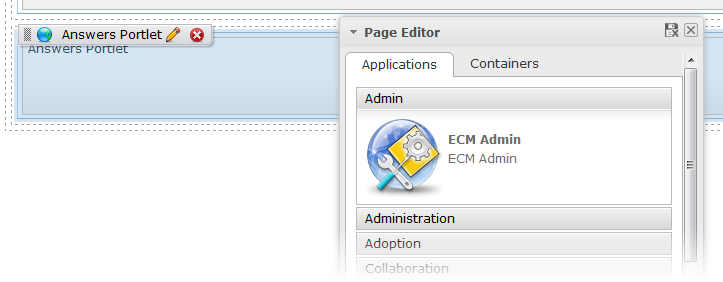 Answers Portlet
Answers Portlet
Page Editor
Applications
Containers
Admin
ECM Admin
ECM Admin
Administration
Adoption
Collaboration